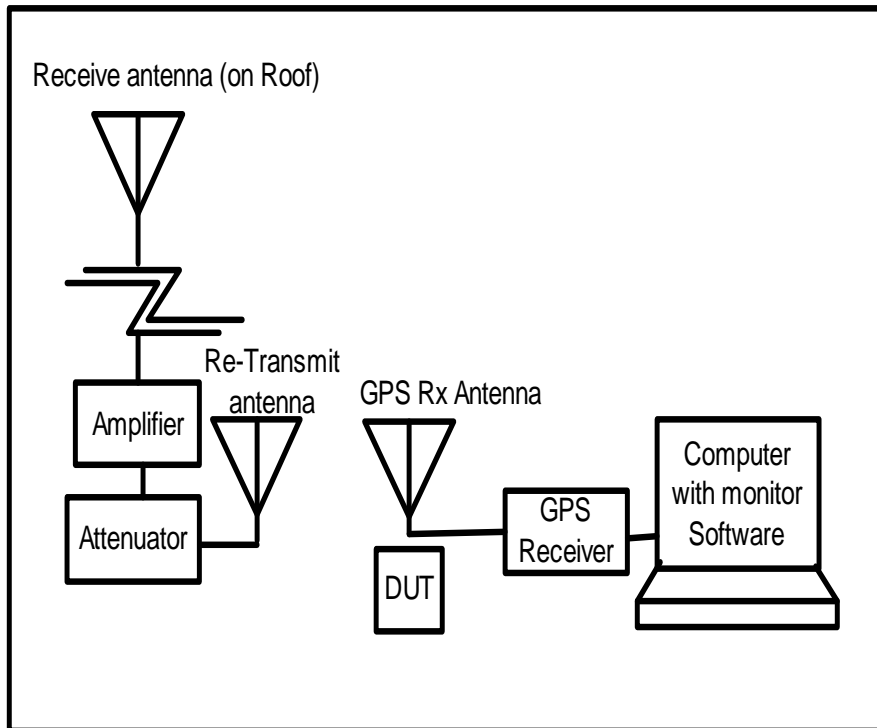 Receive antenna (on Roof)
Re-Transmit
antenna
Amplifier
Attenuator
GPS Rx Antenna
DUT
GPS
Receiver
Computer
with monitor
Software